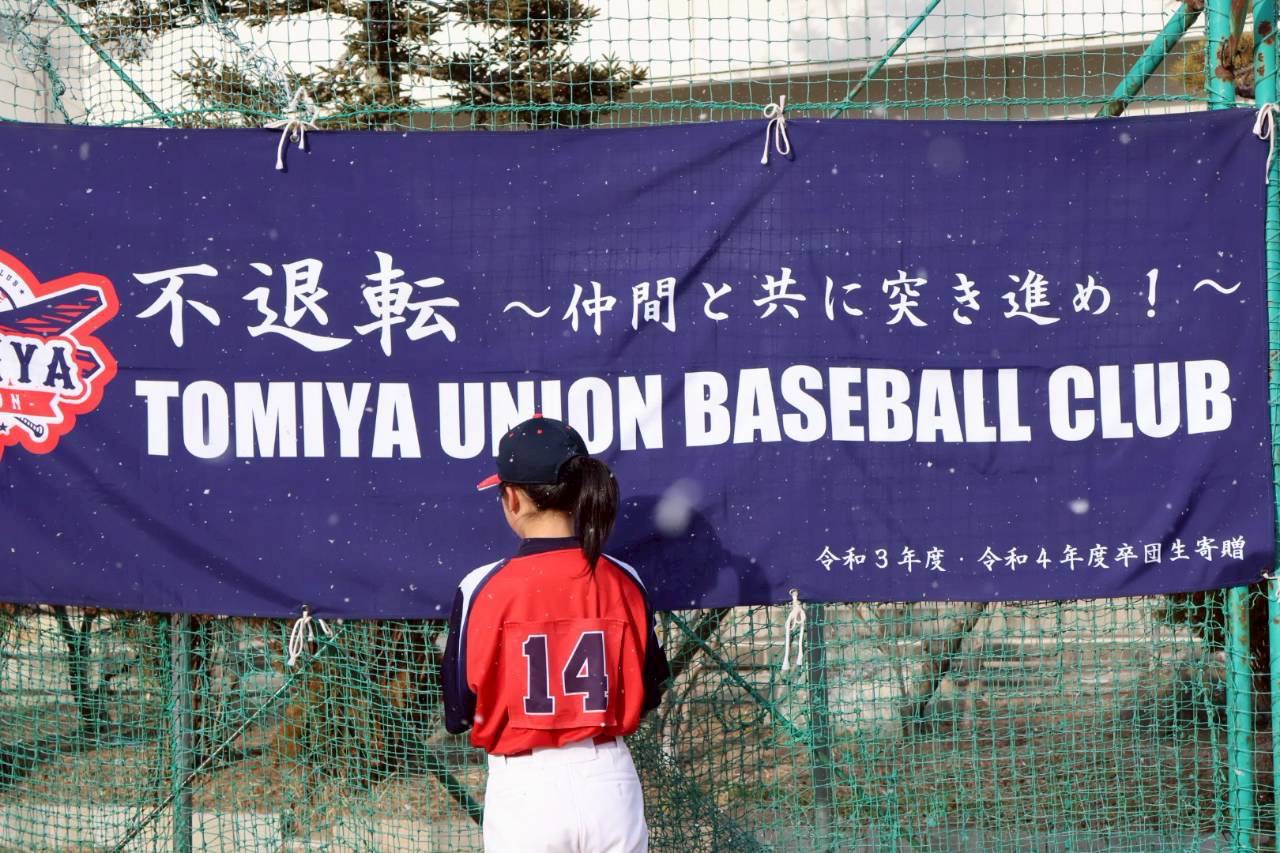 不退転 ～仲間と共に突き進め！～
TOMIYA UNION BASEBALL CLUB
令和3年度・令和4年度卒団生寄贈
14